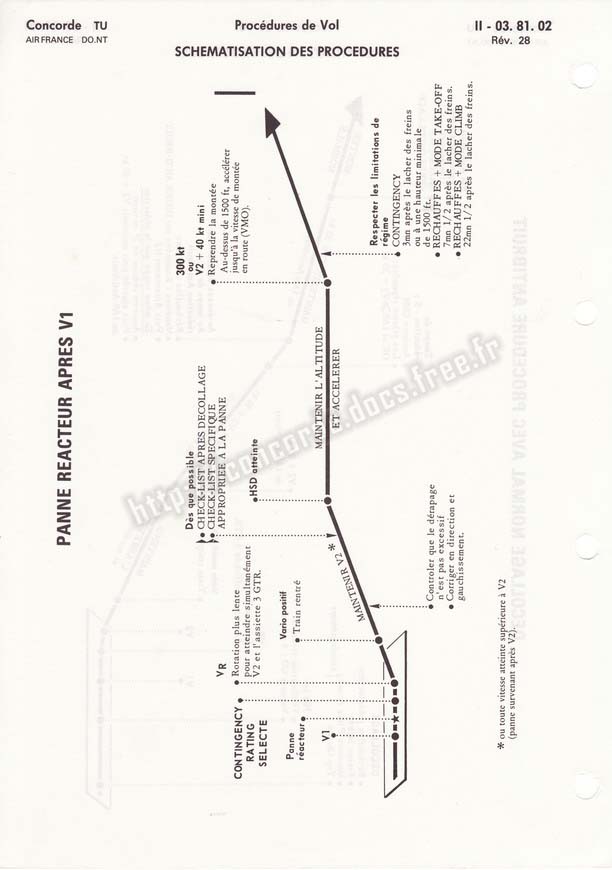 Concorde TU
AIR FRANCE DO.NT
Procédures de Vol
II - 03. 81. 02
Rév. 28
SCHEMATISATION DES PROCEDURES
PANNE REACTEUR APRES V1
V1
Panne
réacteur
CONTINGENCY
RATING
SELECTE
VR
Rotation plus lente
pour atteindre simultanément
V2 et l'assiette 3 GTR.
Vario positif
Train rentré
MAINTENIR V2 *
Controler que le dérapage
n'est pas excessif
Corriger en direction et
gauchissement.
Dès que possible
CHECK-LIST APRES DECOLLAGE
CHECK-LIST SPECIFIQUE
APPROPRIEE A LA PANNE
HSD atteinte
MAINTENIR L'ALTITUDE
ET ACCELERER
300 kt
ou
V2 + 40 kt mini
Reprendre la montée
Au-dessus de 1500 ft, accélérer
jusqu'à la vitesse de montée
en route (VMO).
Respecter les limitations de
régime
CONTINGENCY
3mn après le lacher des freins
ou à une hauteur minimale
de 1500 ft.
RECHAUFFES + MODE TAKE-OFF
7mn 1/2 après le lacher des freins.
RECHAUFFES + MODE CLIMB
22mn 1/2 après le lacher des freins.
* ou toute vitesse atteinte supérieure à V2
(panne survenant après V2).
http://concorde.docs.free.fr